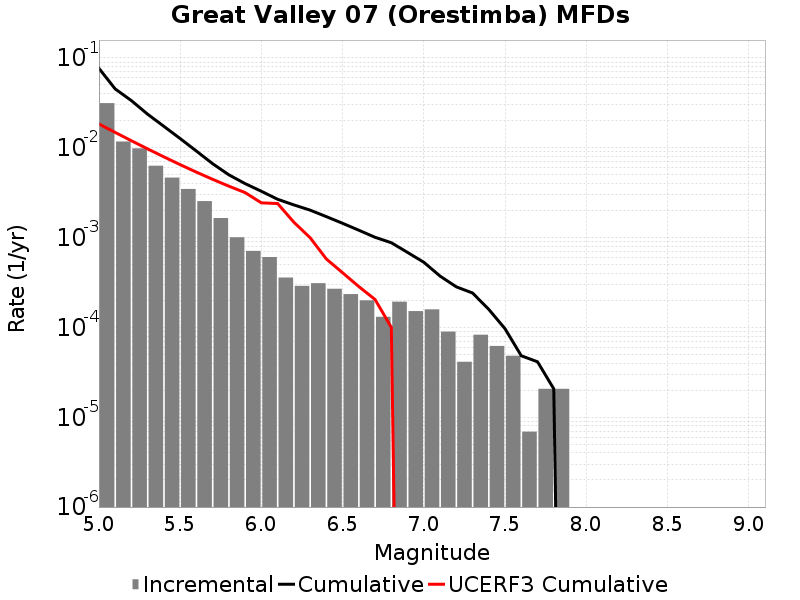 Great Valley 07 (Orestimba) MFDs
Rate (1/yr)
10-1
10-2
10-3
10-4
10-5
10-6
5.0 5.5 6.0 6.5 7.0 7.5 8.0 8.5 9.0
Magnitude
Incremental Cumulative UCERF3 Cumulative